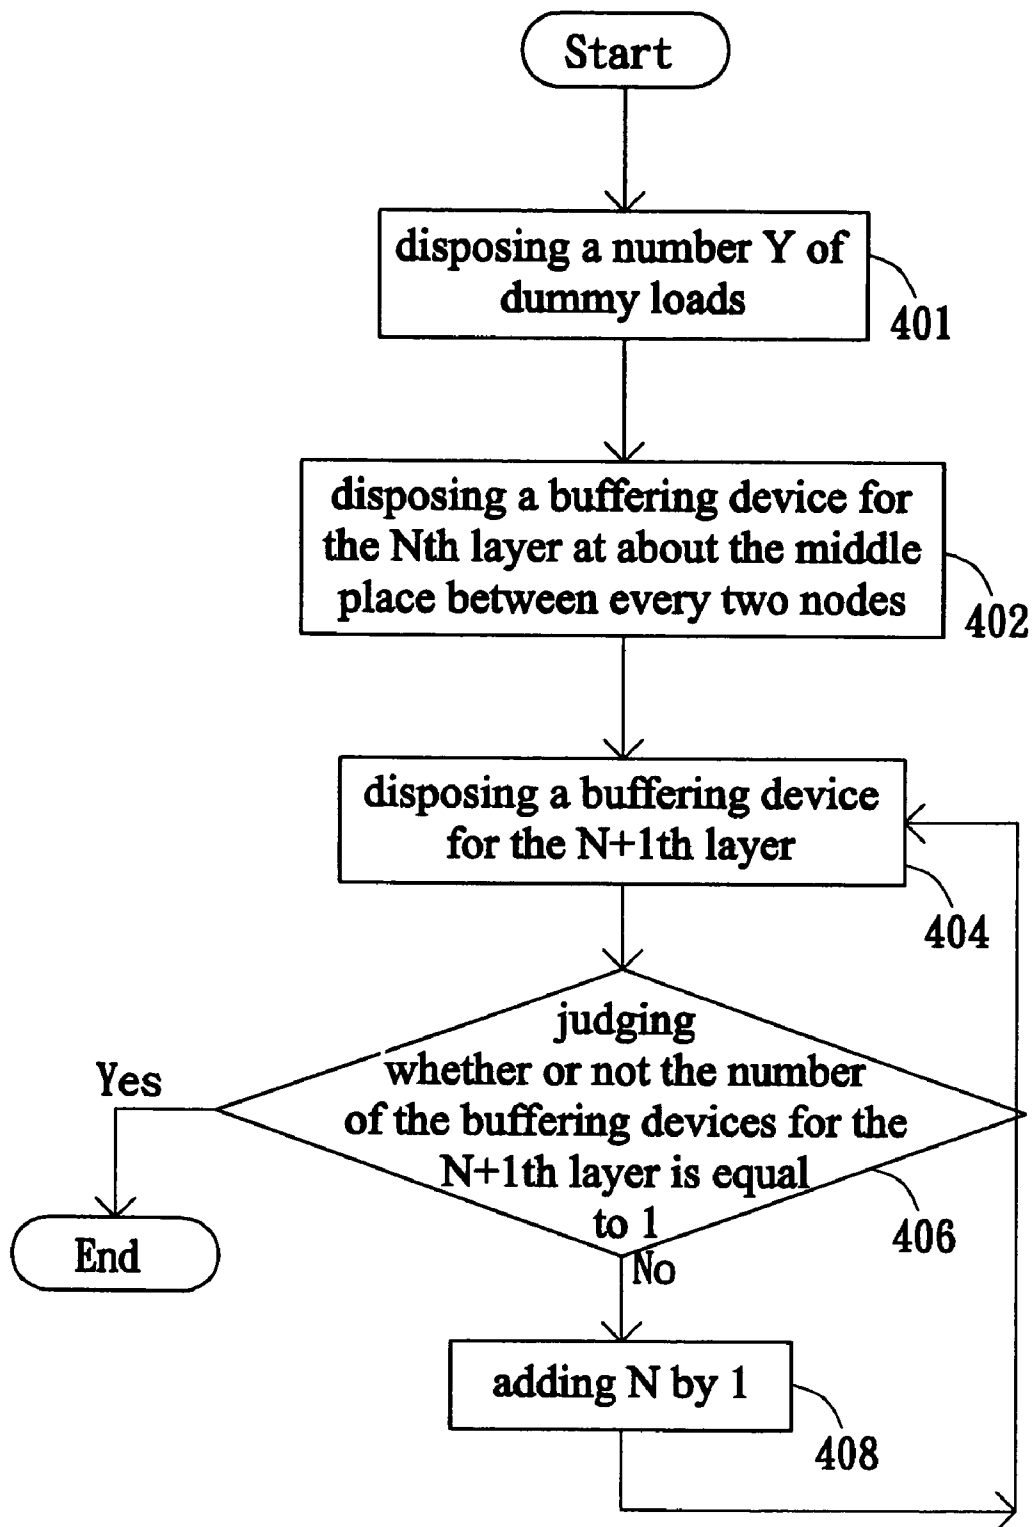 Start
disposing a number Y of
dummy loads
401
disposing a buffering device for
the Nth layer at about the middle
place between every two nodes
402
disposing a buffering device
for the N+1th layer
404
judging
whether or not the number
of the buffering devices for the
N+1th layer is equal
to 1
406
Yes
End
No
adding N by 1
408